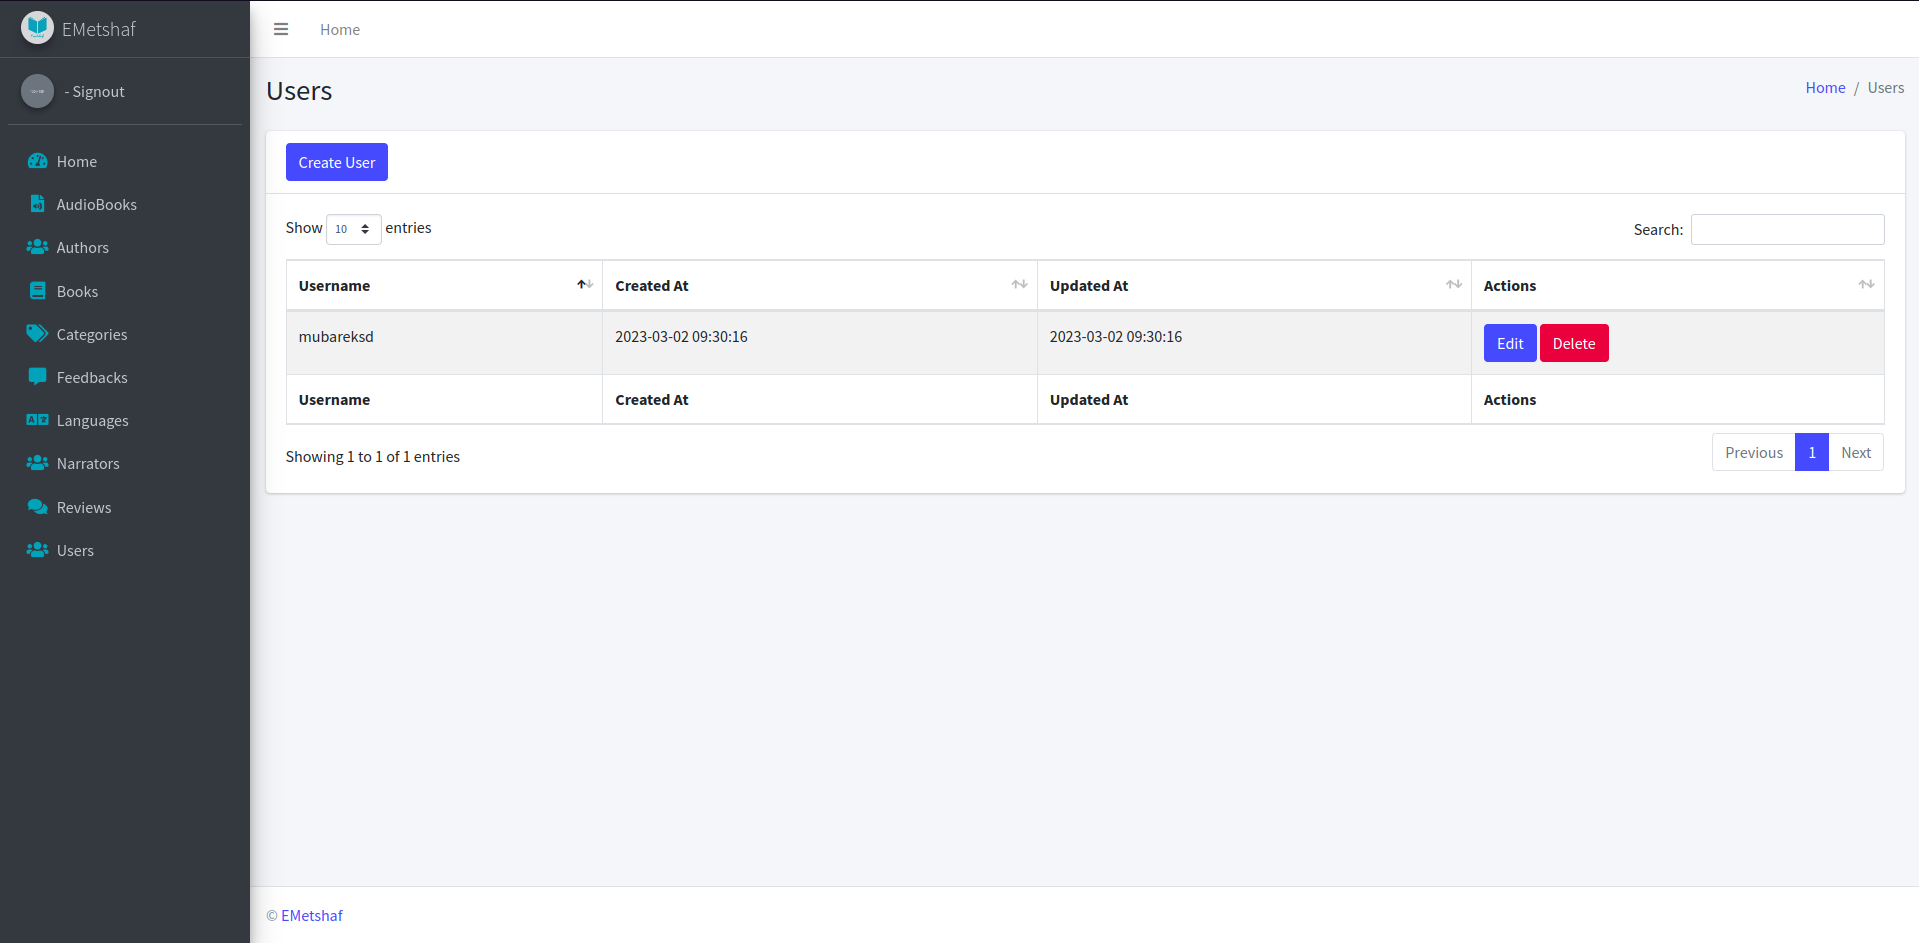 EMetshaf
- Signout
Home
AudioBooks
Authors
Books
Categories
Feedbacks
Languages
Narrators
Reviews
Users
Home
Users
Home / Users
Create User
Show 10 entries
Search:
Username Created At Updated At Actions
mubareksd 2023-03-02 09:30:16 2023-03-02 09:30:16 Edit Delete
Username Created At Updated At Actions
Showing 1 to 1 of 1 entries
Previous 1 Next
© EMetshaf